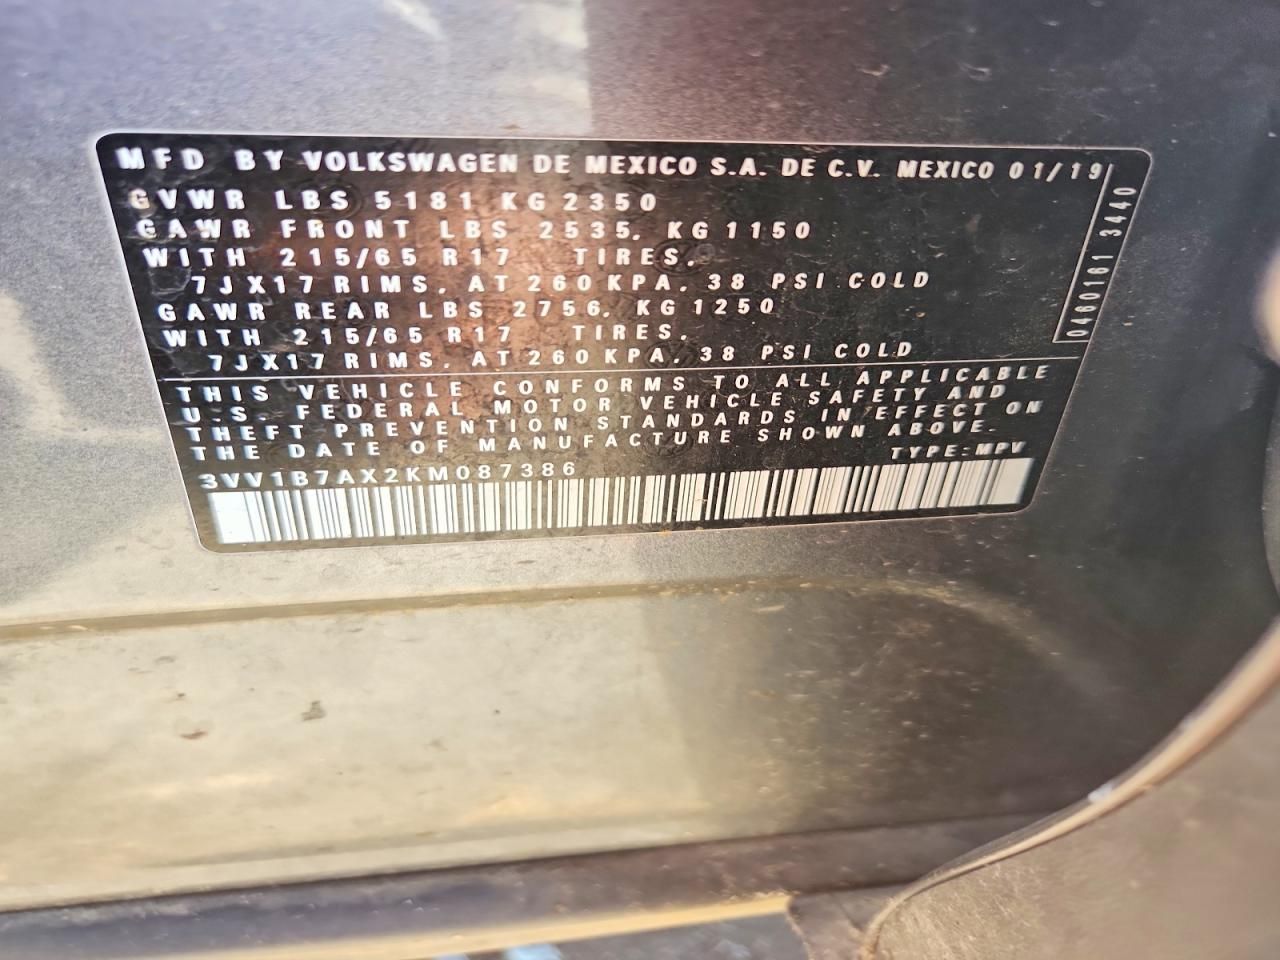 MFD BY VOLKSWAGEN DE MEXICO S.A. DE C.V. MEXICO 01/19
GVWR LBS 5181 KG 2350
GAWR FRONT LBS 2535, KG 1150
WITH 215/65 R17 TIRES,
7JX17 RIMS, AT 260 KPA, 38 PSI COLD
GAWR REAR LBS 2756, KG 1250
WITH 215/65 R17 TIRES,
7JX17 RIMS, AT 260 KPA, 38 PSI COLD
0460161 3440
THIS VEHICLE CONFORMS TO ALL APPLICABLE
U.S. FEDERAL MOTOR VEHICLE SAFETY AND
THEFT PREVENTION STANDARDS IN EFFECT ON
THE DATE OF MANUFACTURE SHOWN ABOVE.
TYPE:MPV
3VV1B7AX2KM087386